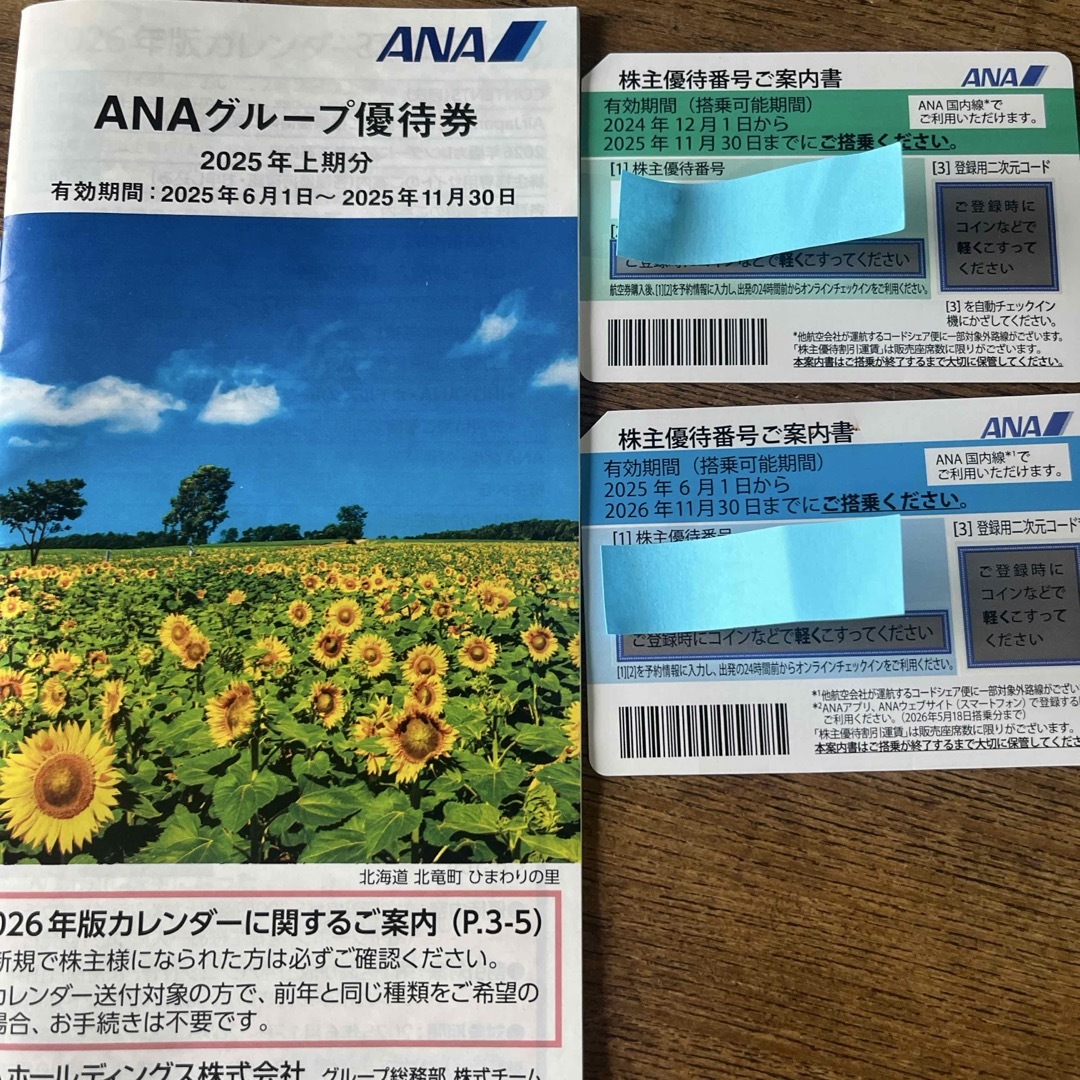 ANA
ANAグループ優待券
2025年上期分
有効期間：2025年6月1日～2025年11月30日
北海道 北竜町 ひまわりの里
026年版カレンダーに関するご案内（P.3-5）
新規で株主様になられた方は必ずご確認ください。
カレンダー送付対象の方で、前年と同じ種類をご希望の
場合、お手続きは不要です。
ホールディングス株式会社 グループ総務部 株式チーム
株主優待番号ご案内書
ANA
有効期間（搭乗可能期間）
2024年12月1日から
2025年11月30日までにご搭乗ください。
ANA国内線*で
ご利用いただけます。
[1] 株主優待番号
[3] 登録用二次元コード
ご登録時に
コインなどで
軽くこすって
ください
ご登録時にコインなどで軽くこすってください
航空券購入後、[1][2]を予約情報に入力し、出発の24時間前からオンラインチェックインをご利用ください。
[3] を自動チェックイン
機にかざしてください。
*他航空会社が運航するコードシェア便に一部対象外路線がございます。
「株主優待割引運賃」は販売座席数に限りがございます。
本案内書はご搭乗が終了するまで大切に保管してください。
株主優待番号ご案内書
ANA
有効期間（搭乗可能期間）
2025年6月1日から
2026年11月30日までにご搭乗ください。
ANA国内線*1で
ご利用いただけます。
[1] 株主優待番号
[3] 登録用二次元コード
ご登録時に
コインなどで
軽くこすって
ください
ご登録時にコインなどで軽くこすってください
[1][2]を予約情報に入力し、出発の24時間前からオンラインチェックインをご利用ください。
*1他航空会社が運航するコードシェア便に一部対象外路線がござい
*2ANAアプリ、ANAウェブサイト（スマートフォン）で登録する
ご利用ください。（2026年5月18日搭乗分まで）
「株主優待割引運賃」は販売座席数に限りがございます。
本案内書はご搭乗が終了するまで大切に保管してくださ